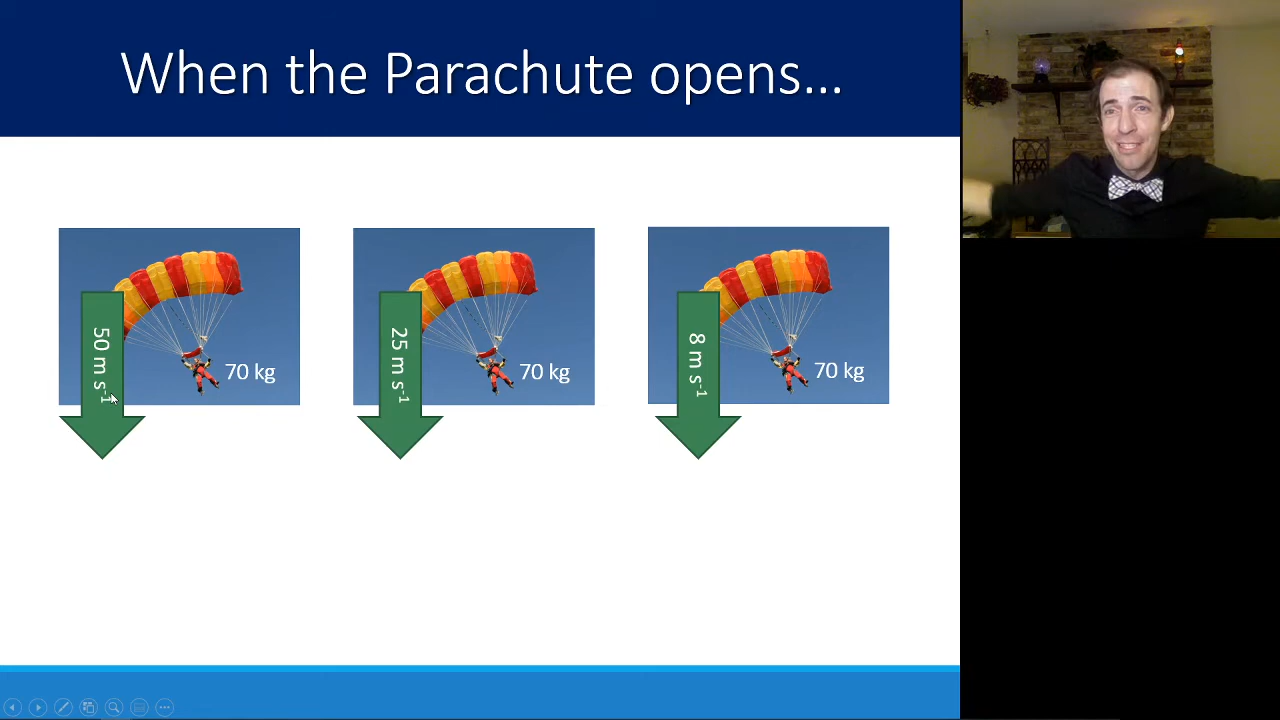 When the Parachute opens...
50 m s⁻¹
70 kg
25 m s⁻¹
70 kg
8 m s⁻¹
70 kg